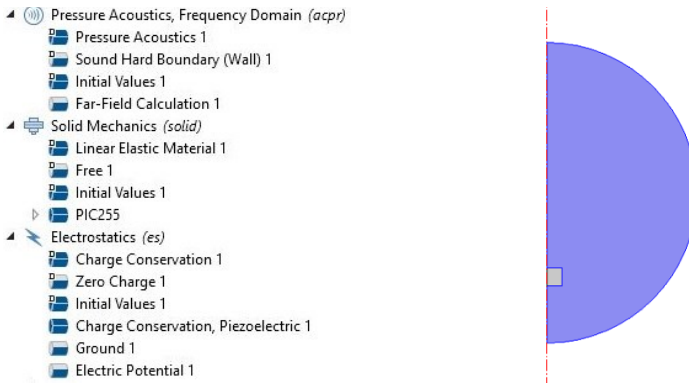 Pressure Acoustics, Frequency Domain (acpr)
Pressure Acoustics 1
Sound Hard Boundary (Wall) 1
Initial Values 1
Far-Field Calculation 1
Solid Mechanics (solid)
Linear Elastic Material 1
Free 1
Initial Values 1
PIC255
Electrostatics (es)
Charge Conservation 1
Zero Charge 1
Initial Values 1
Charge Conservation, Piezoelectric 1
Ground 1
Electric Potential 1